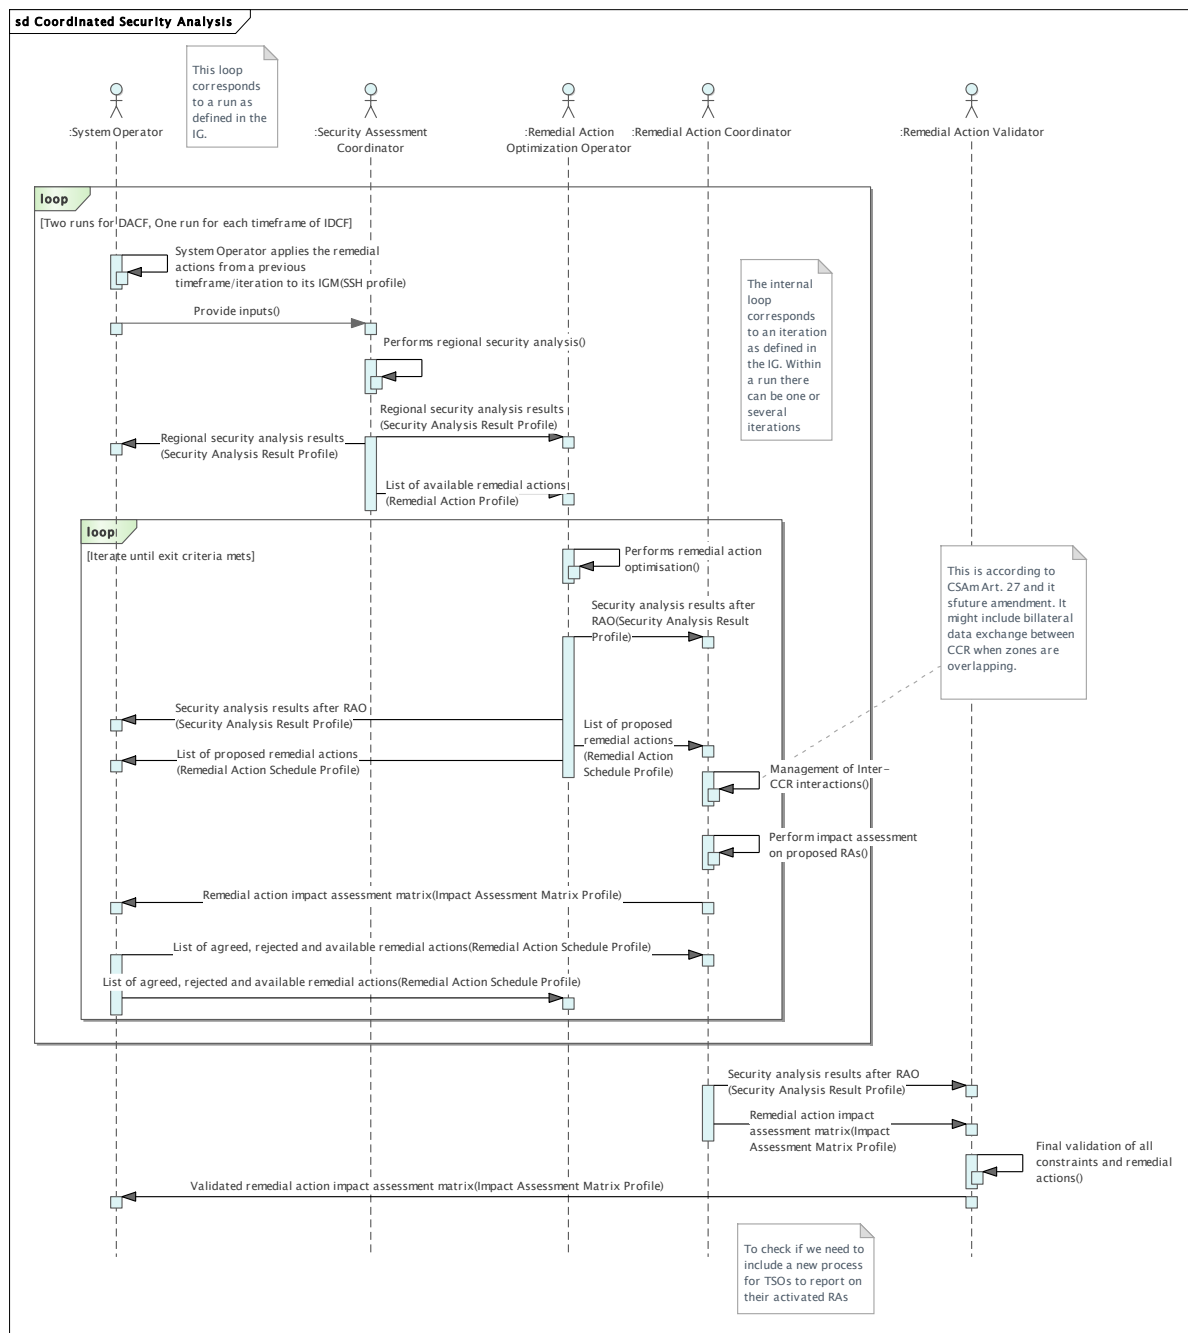 sd Coordinated Security Analysis
This loop
corresponds
to a run as
defined in the
IG.
:System Operator
:Security Assessment
Coordinator
:Remedial Action
Optimization Operator
:Remedial Action Coordinator
:Remedial Action Validator
loop
[Two runs for DACF, One run for each timeframe of IDCF]
System Operator applies the remedial
actions from a previous
timeframe/iteration to its IGM(SSH profile)
The internal
loop
corresponds
to an iteration
as defined in
the IG. Within
a run there
can be one or
several
iterations
Provide inputs()
Performs regional security analysis()
Regional security analysis results
(Security Analysis Result Profile)
Regional security analysis results
(Security Analysis Result Profile)
List of available remedial actions
(Remedial Action Profile)
loop
[Iterate until exit criteria mets]
Performs remedial action
optimisation()
This is according to
CSAm Art. 27 and it
sfuture amendment. It
might include billateral
data exchange between
CCR when zones are
overlapping.
Security analysis results after
RAO(Security Analysis Result
Profile)
Security analysis results after RAO
(Security Analysis Result Profile)
List of proposed
remedial actions
(Remedial Action
Schedule Profile)
List of proposed remedial actions
(Remedial Action Schedule Profile)
Management of Inter-
CCR interactions()
Perform impact assessment
on proposed RAs()
Remedial action impact assessment matrix(Impact Assessment Matrix Profile)
List of agreed, rejected and available remedial actions(Remedial Action Schedule Profile)
List of agreed, rejected and available remedial actions(Remedial Action Schedule Profile)
Security analysis results after RAO
(Security Analysis Result Profile)
Remedial action impact
assessment matrix(Impact
Assessment Matrix Profile)
Final validation of all
constraints and remedial
actions()
Validated remedial action impact assessment matrix(Impact Assessment Matrix Profile)
To check if we need to
include a new process
for TSOs to report on
their activated RAs